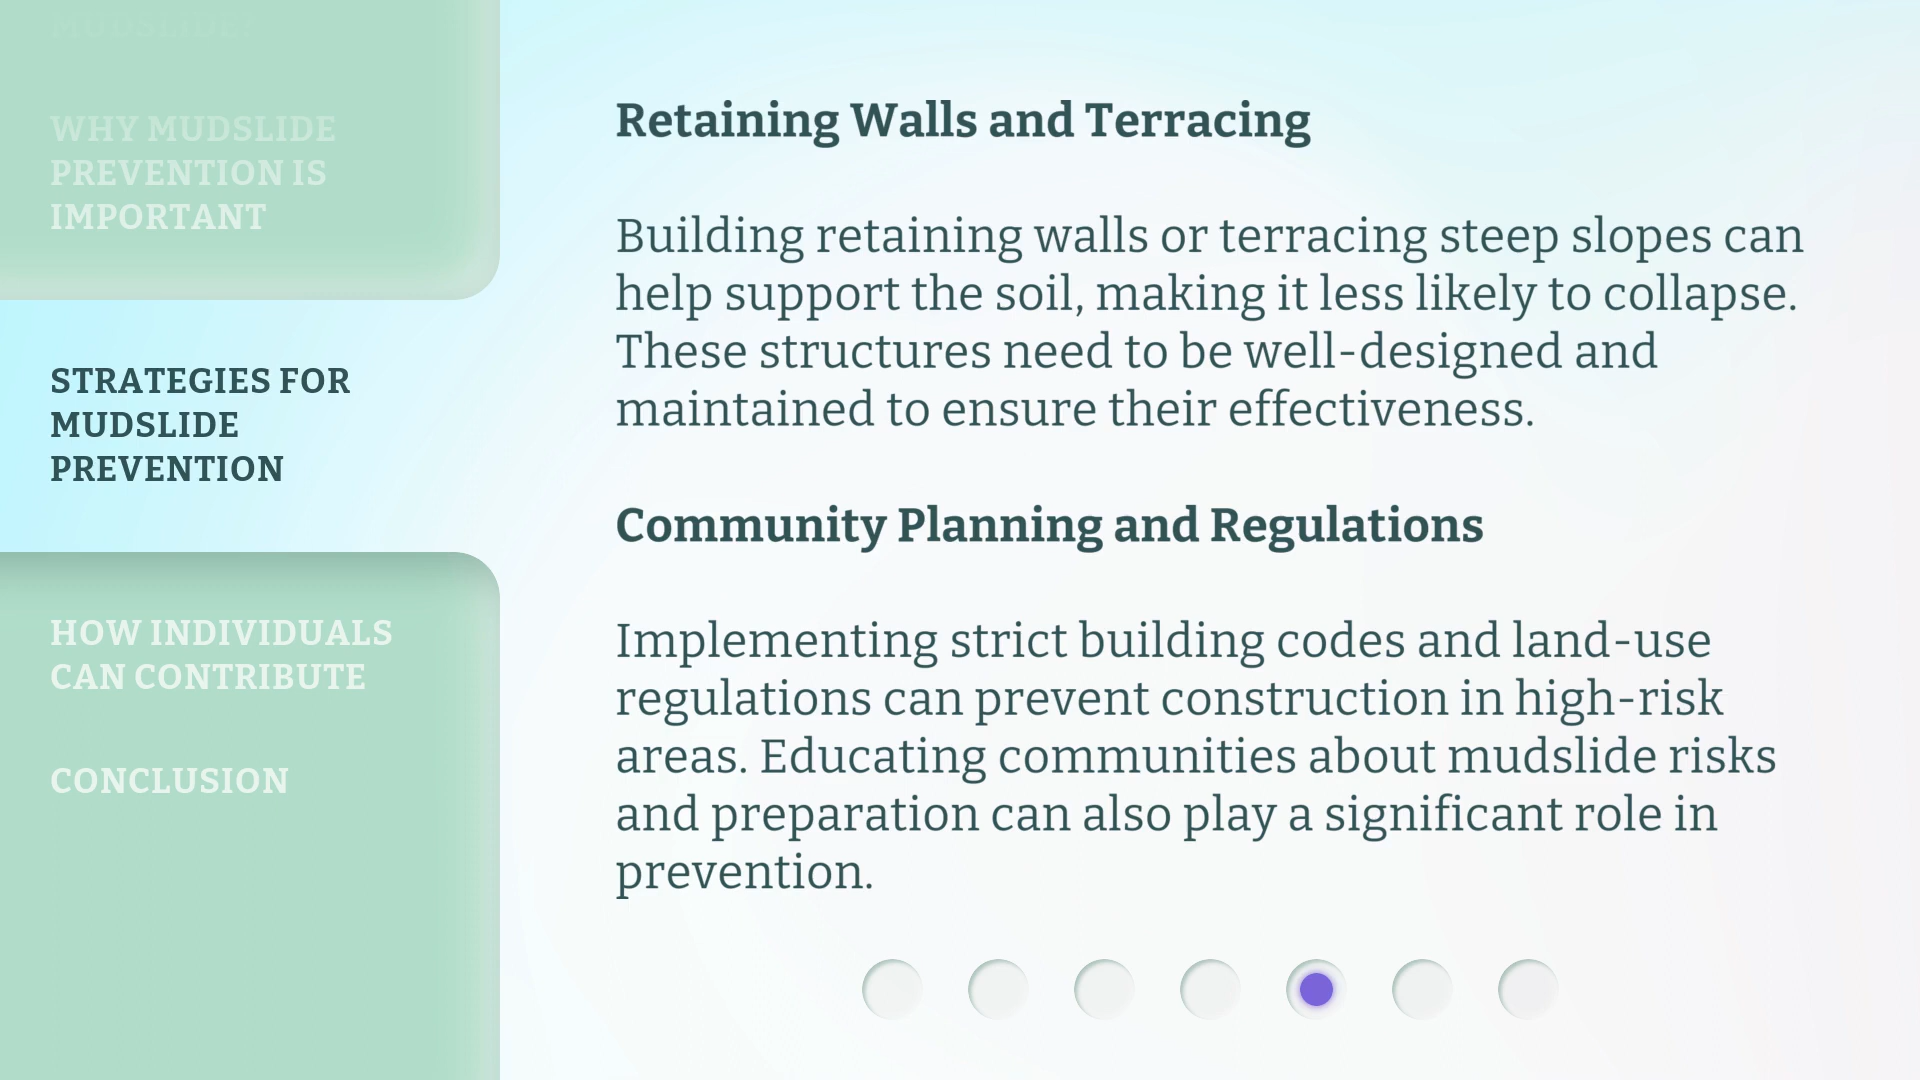 MUDSLIDE?
WHY MUDSLIDE
PREVENTION IS
IMPORTANT
STRATEGIES FOR
MUDSLIDE
PREVENTION
HOW INDIVIDUALS
CAN CONTRIBUTE
CONCLUSION
Retaining Walls and Terracing
Building retaining walls or terracing steep slopes can
help support the soil, making it less likely to collapse.
These structures need to be well-designed and
maintained to ensure their effectiveness.
Community Planning and Regulations
Implementing strict building codes and land-use
regulations can prevent construction in high-risk
areas. Educating communities about mudslide risks
and preparation can also play a significant role in
prevention.